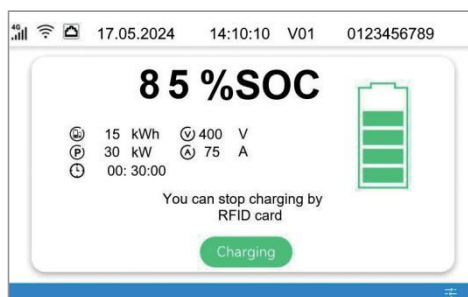 4G 17.05.2024 14:10:10 V01 0123456789
85%SOC
15 kWh V 400 V
P 30 kW A 75 A
00:30:00
You can stop charging by
RFID card
Charging